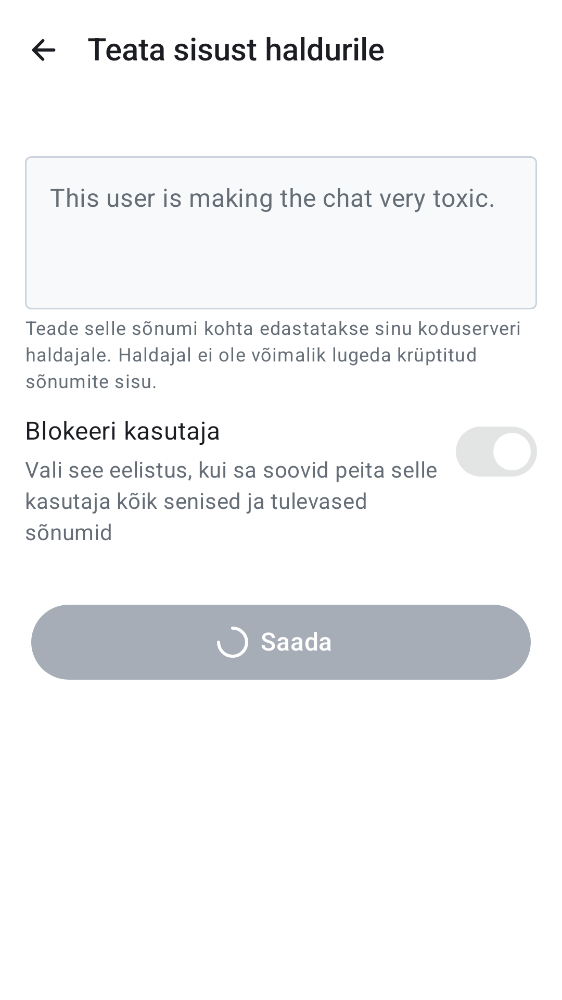 Teata sisust haldurile
This user is making the chat very toxic.
Teade selle sõnumi kohta edastatakse sinu koduserveri
haldajale. Haldajal ei ole võimalik lugeda krüptitud
sõnumite sisu.
Blokeeri kasutaja
Vali see eelistus, kui sa soovid peita selle
kasutaja kõik senised ja tulevased
sõnumid
Saada